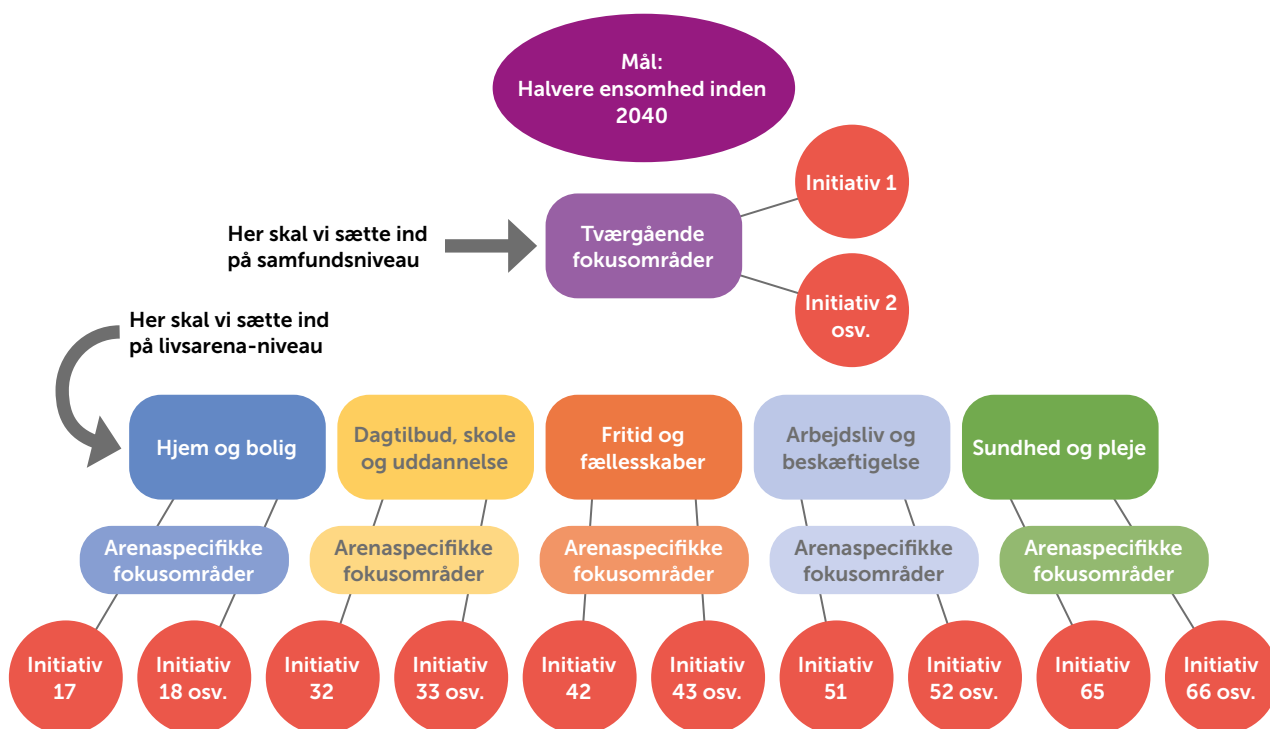 Mål:
Halvere ensomhed inden
2040
Initiativ 1
Her skal vi sætte ind
på samfundsniveau
Tværgående
fokusområder
Initiativ 2
osv.
Her skal vi sætte ind
på livsarena-niveau
Hjem og bolig
Dagtilbud, skole
og uddannelse
Fritid og
fællesskaber
Arbejdsliv og
beskæftigelse
Sundhed og pleje
Arenaspecifikke
fokusområder
Arenaspecifikke
fokusområder
Arenaspecifikke
fokusområder
Arenaspecifikke
fokusområder
Arenaspecifikke
fokusområder
Initiativ
17
Initiativ
18 osv.
Initiativ
32
Initiativ
33 osv.
Initiativ
42
Initiativ
43 osv.
Initiativ
51
Initiativ
52 osv.
Initiativ
65
Initiativ
66 osv.